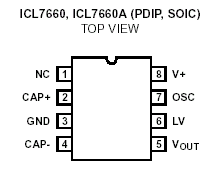 ICL7660, ICL7660A (PDIP, SOIC)
TOP VIEW
NC 1 8 V+
CAP+ 2 7 OSC
GND 3 6 LV
CAP- 4 5 VOUT